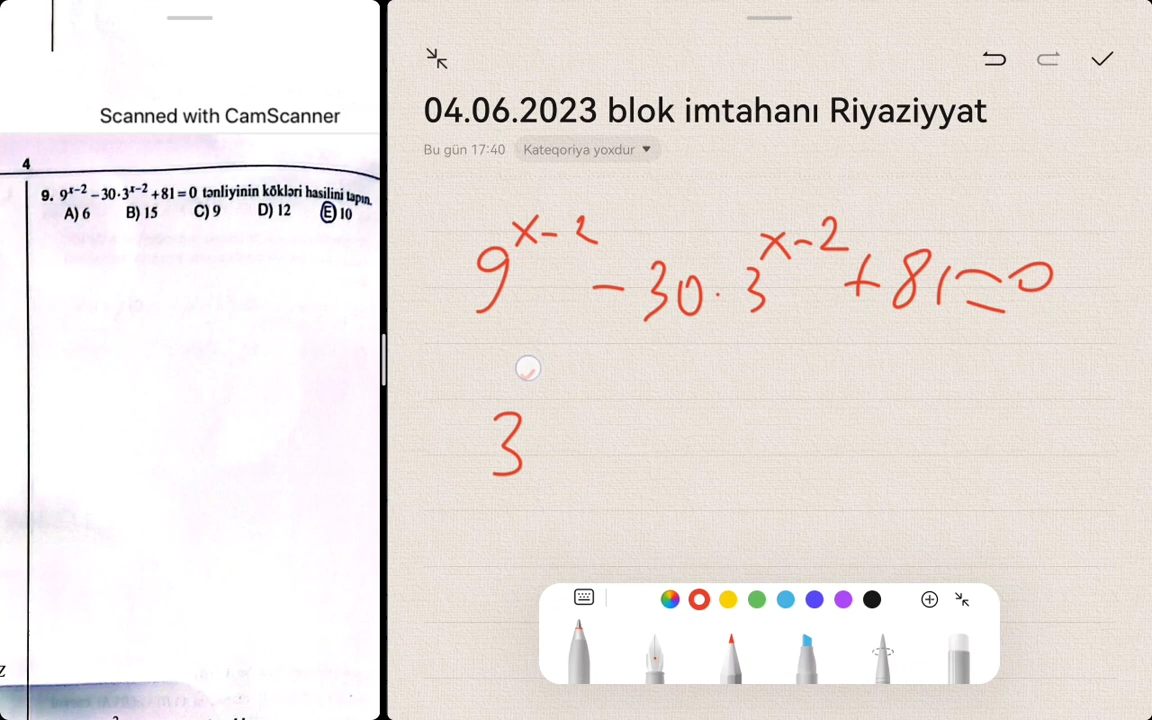 Scanned with CamScanner
4
9. 9^{x-2} – 30·3^{x-2} + 81 = 0 tənliyinin kökləri hasilini tapın.
A) 6 B) 15 C) 9 D) 12 E) 10
04.06.2023 blok imtahanı Riyaziyyat
Bu gün 17:40 Kateqoriya yoxdur
9^{x-2} – 30·3^{x-2} + 81 = 0
3